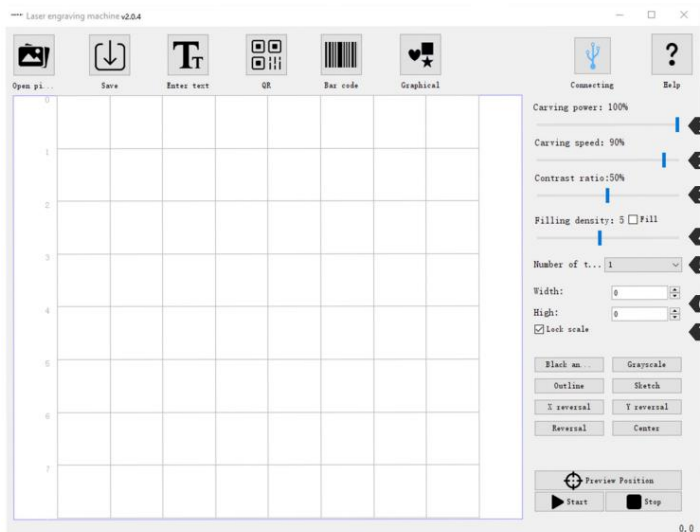 Laser engraving machine v2.0.4
Open pi...
Save
Enter text
QR
Bar code
Graphical
Connecting
Help
0
1
2
3
4
5
6
7
Carving power: 100%
Carving speed: 90%
Contrast ratio:50%
Filling density: 5 Fill
Number of t... 1
Width: 0
High: 0
Lock scale
Black an... Grayscale
Outline Sketch
X reversal Y reversal
Reversal Center
Preview Position
Start Stop
0.0